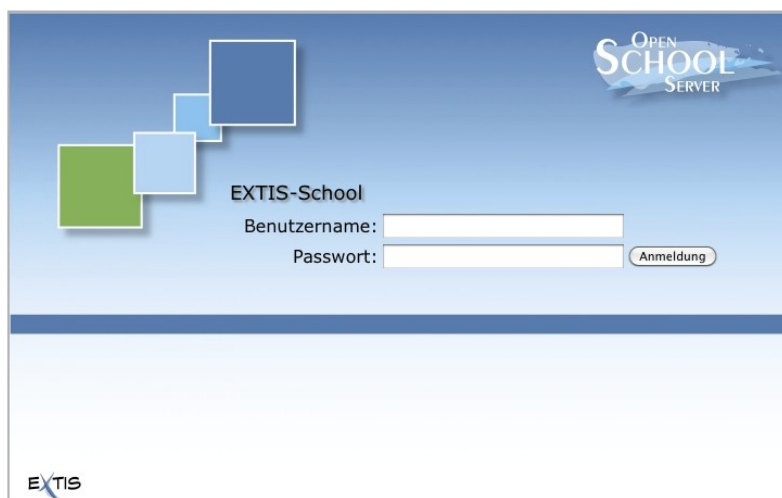 OPEN
SCHOOL
SERVER
EXTIS-School
Benutzername:
Passwort:
Anmeldung
EXTIS